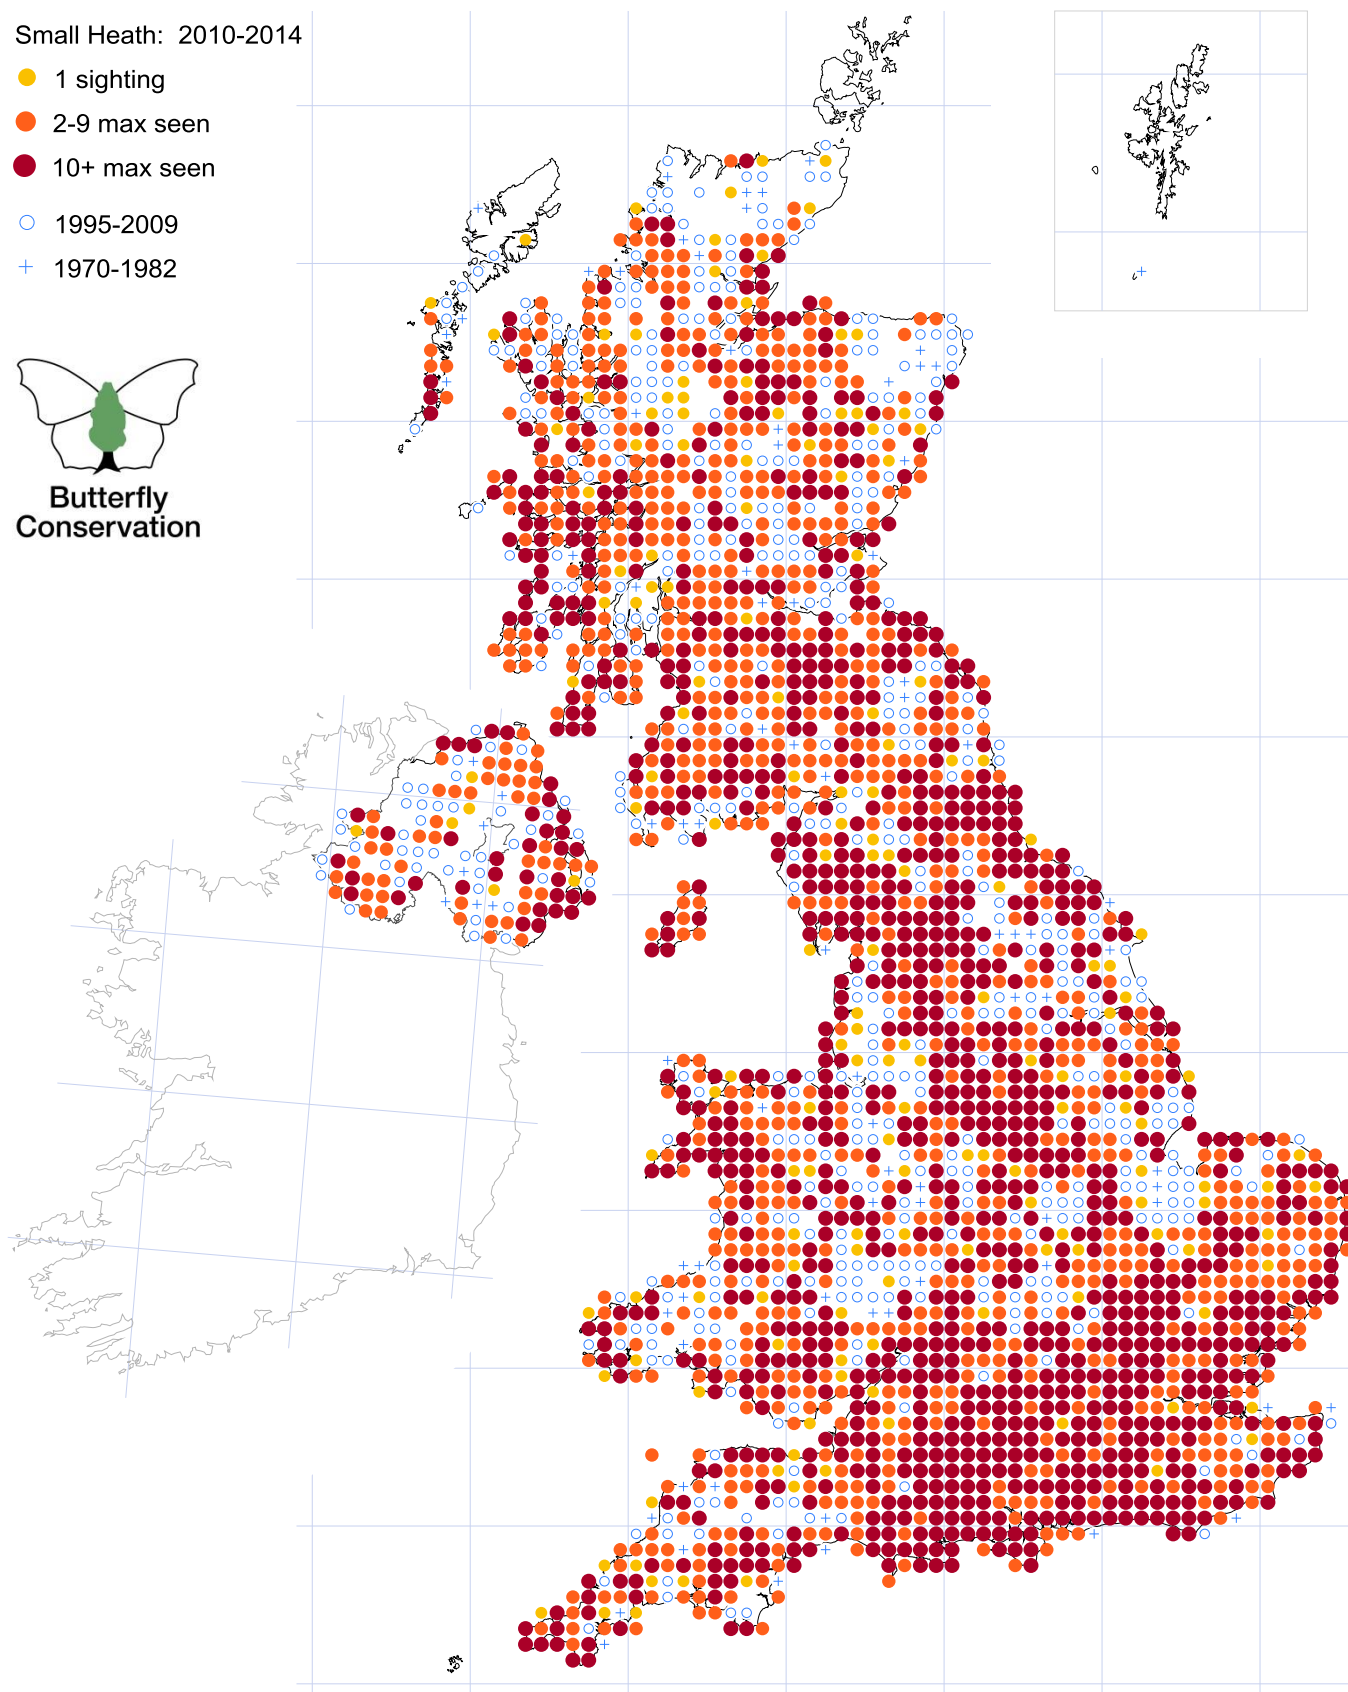 Small Heath: 2010-2014
1 sighting
2-9 max seen
10+ max seen
1995-2009
1970-1982
Butterfly
Conservation